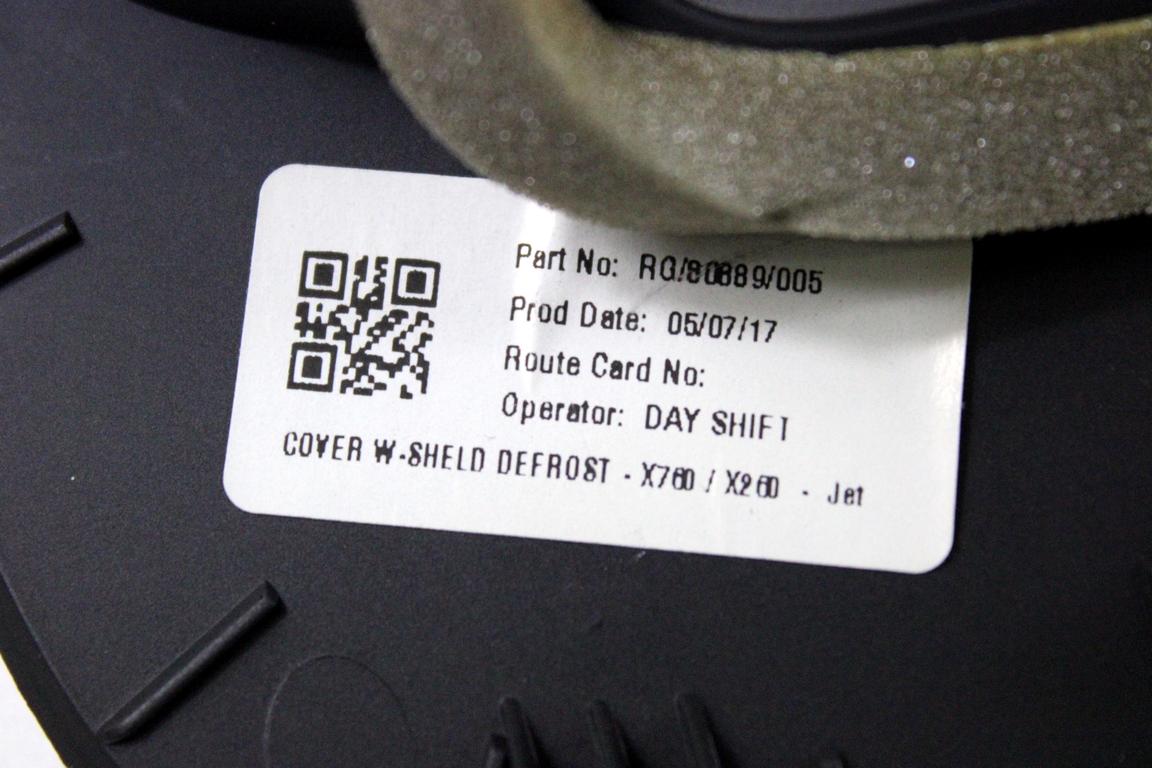 Part No: RG/80889/005
Prod Date: 05/07/17
Route Card No:
Operator: DAY SHIFT
COVER W-SHELD DEFROST - X760 / X260 - Jet